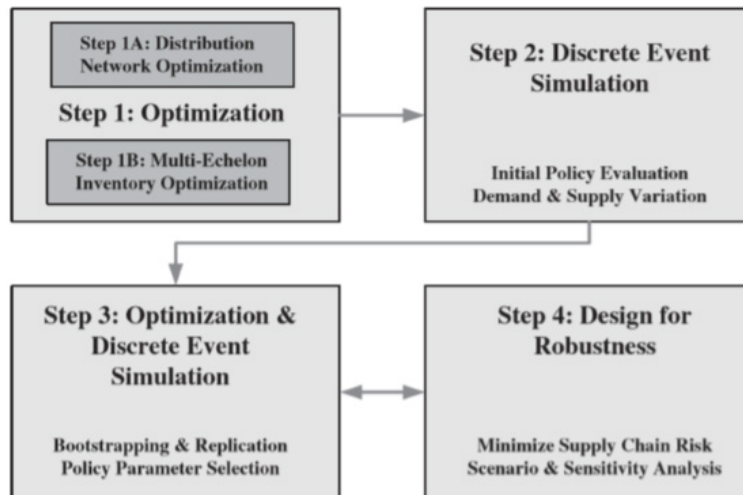 Step 1A: Distribution
Network Optimization
Step 1: Optimization
Step 1B: Multi-Echelon
Inventory Optimization
Step 2: Discrete Event
Simulation
Initial Policy Evaluation
Demand & Supply Variation
Step 3: Optimization &
Discrete Event
Simulation
Bootstrapping & Replication
Policy Parameter Selection
Step 4: Design for
Robustness
Minimize Supply Chain Risk
Scenario & Sensitivity Analysis